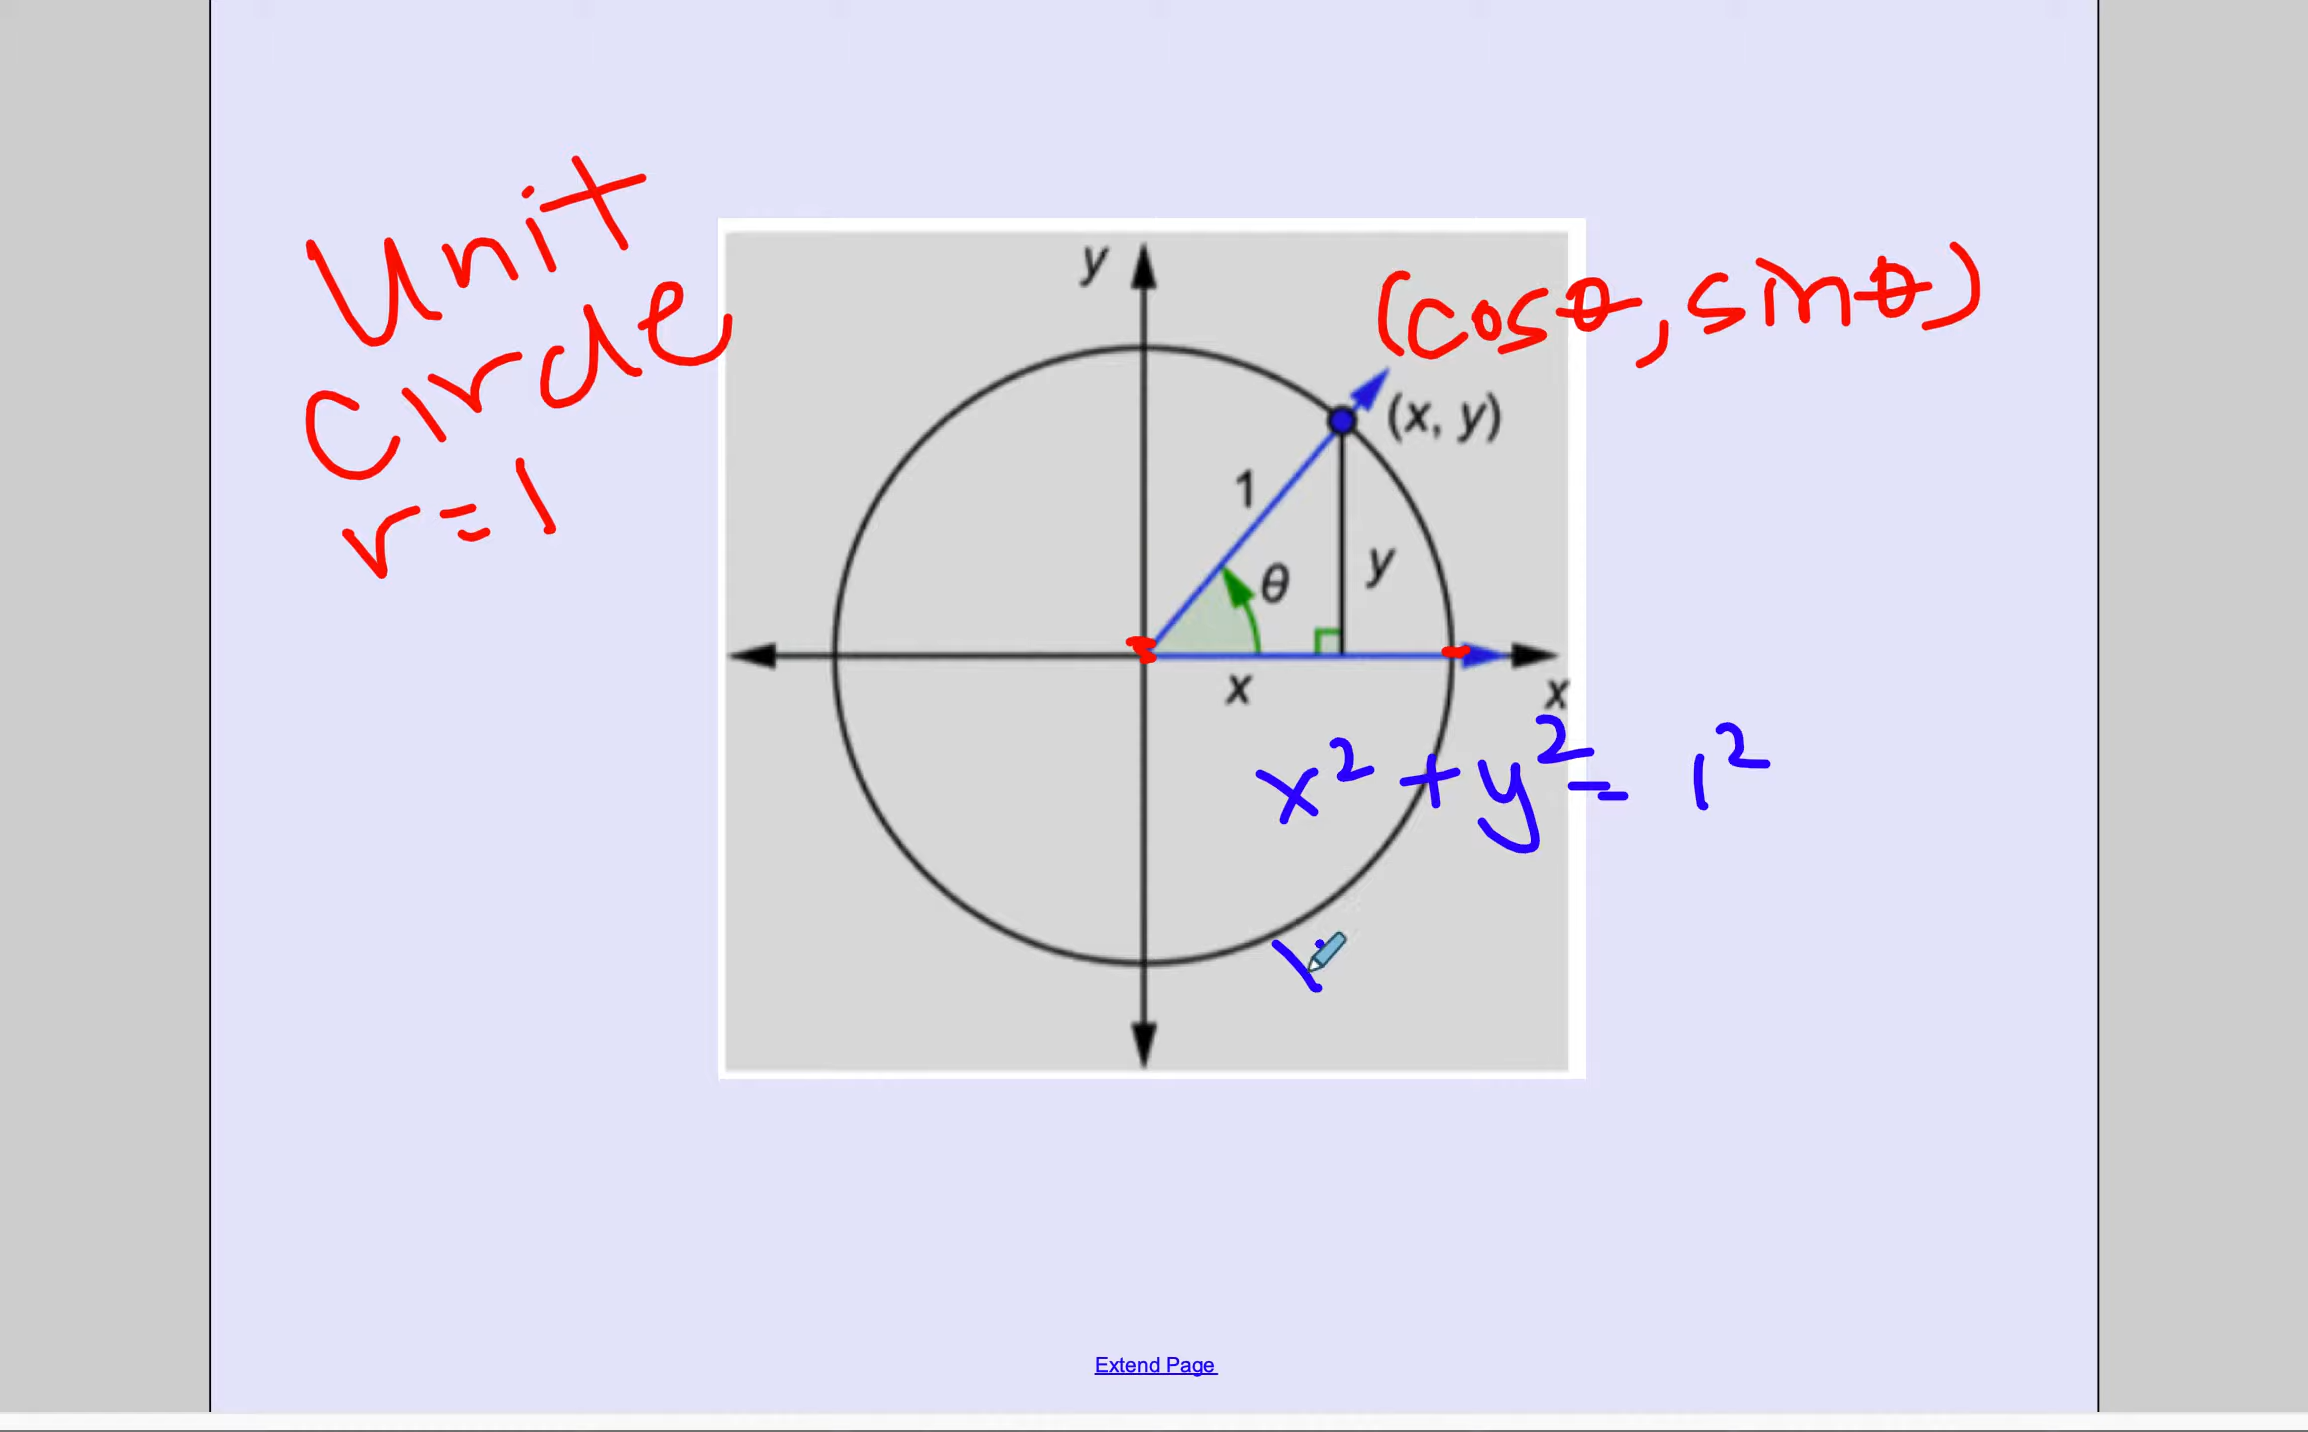 Unit
Circle
r=1
y
(cosθ, sinθ)
(x, y)
1
θ
y
x
x
x² + y² = 1²
Extend Page